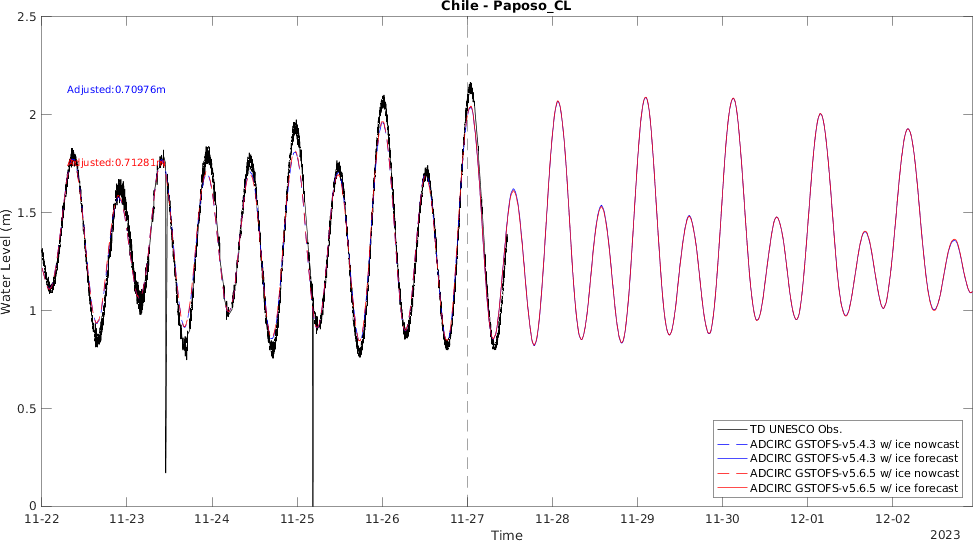 Chile - Paposo_CL
2.5
2
1.5
1
0.5
0
Water Level (m)
Adjusted:0.70976m
Adjusted:0.71281m
TD UNESCO Obs.
ADCIRC GSTOFS-v5.4.3 w/ ice nowcast
ADCIRC GSTOFS-v5.4.3 w/ ice forecast
ADCIRC GSTOFS-v5.6.5 w/ ice nowcast
ADCIRC GSTOFS-v5.6.5 w/ ice forecast
11-22 11-23 11-24 11-25 11-26 11-27 11-28 11-29 11-30 12-01 12-02
Time
2023